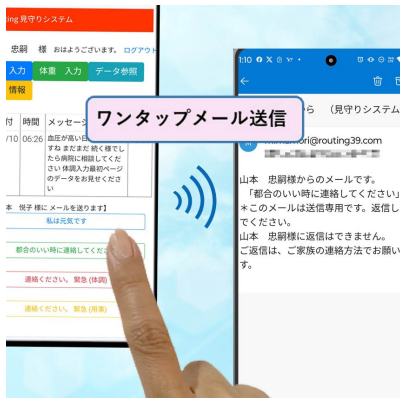 ing 見守りシステム
忠嗣 様 おはようございます。 ログアウト
入力
体重 入力
データ参照
情報
付 時間 メッセージ
/10 06:26 血圧が高い日
すね まだまだ 続く様でし
たら病院に相談してくだ
さい 体調入力最初ページ
のデータをお見せくださ
い
本 悦子 様に メールを送ります】
私は元気です
都合のいい時に連絡してくだ
連絡ください。 緊急 (体調)
連絡ください。 緊急 (用事)
ワンタップメール送信
1:10
ら (見守りシステム
ori@routing39.com
山本 忠嗣様からのメールです。
「都合のいい時に連絡してください」
＊このメールは送信専用です。返信し
でください。
山本 忠嗣様に返信はできません。
ご返信は、ご家族の連絡方法でお願い
す。